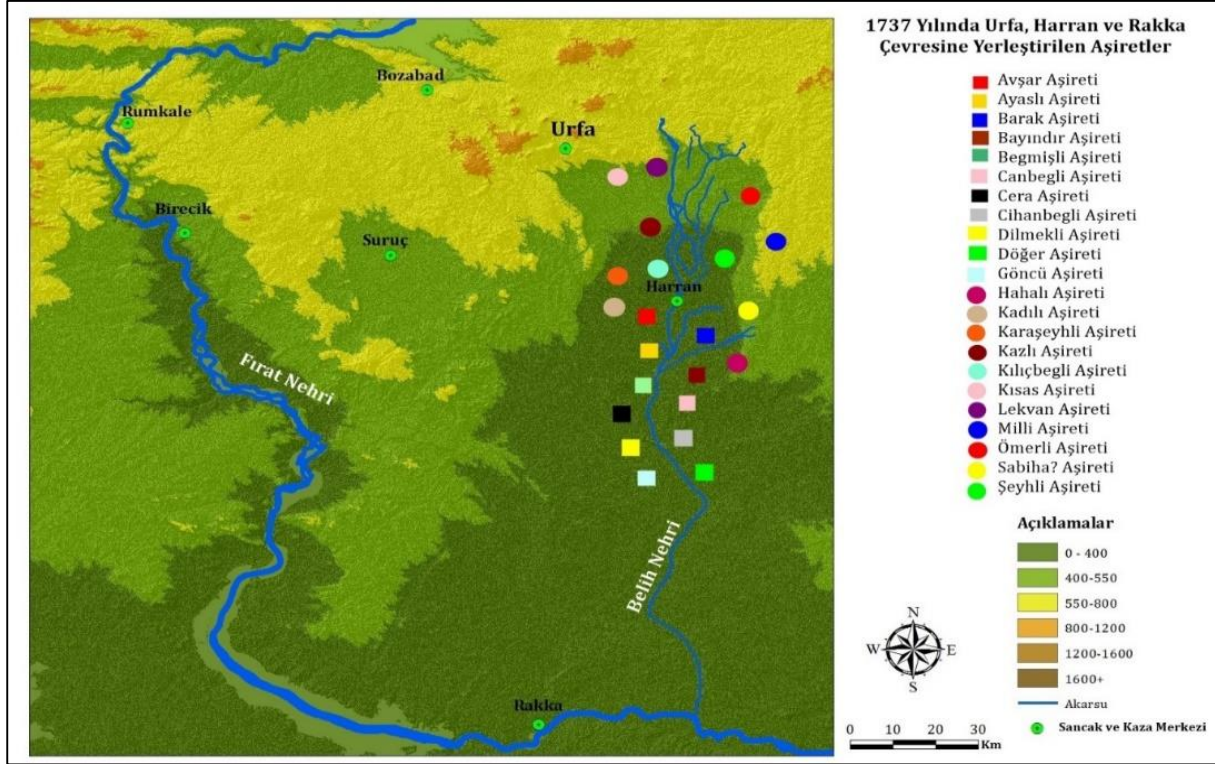 1737 Yılında Urfa, Harran ve Rakka
Çevresine Yerleştirilen Aşiretler
Avşar Aşireti
Ayaslı Aşireti
Barak Aşireti
Bayındır Aşireti
Begmişli Aşireti
Canbegli Aşireti
Cera Aşireti
Cihanbegli Aşireti
Dilmekli Aşireti
Döğer Aşireti
Göncü Aşireti
Hahalı Aşireti
Kadılı Aşireti
Karaşeyhli Aşireti
Kazlı Aşireti
Kılıçbegli Aşireti
Kısas Aşireti
Lekvan Aşireti
Milli Aşireti
Ömerli Aşireti
Sabiha? Aşireti
Şeyhli Aşireti
Açıklamalar
0 - 400
400-550
550-800
800-1200
1200-1600
1600+
Akarsu
Sancak ve Kaza Merkezi
N
W E
S
0 10 20 30
Km
Bozabad
Rumkale
Urfa
Birecik
Suruç
Harran
Fırat Nehri
Belih Nehri
Rakka